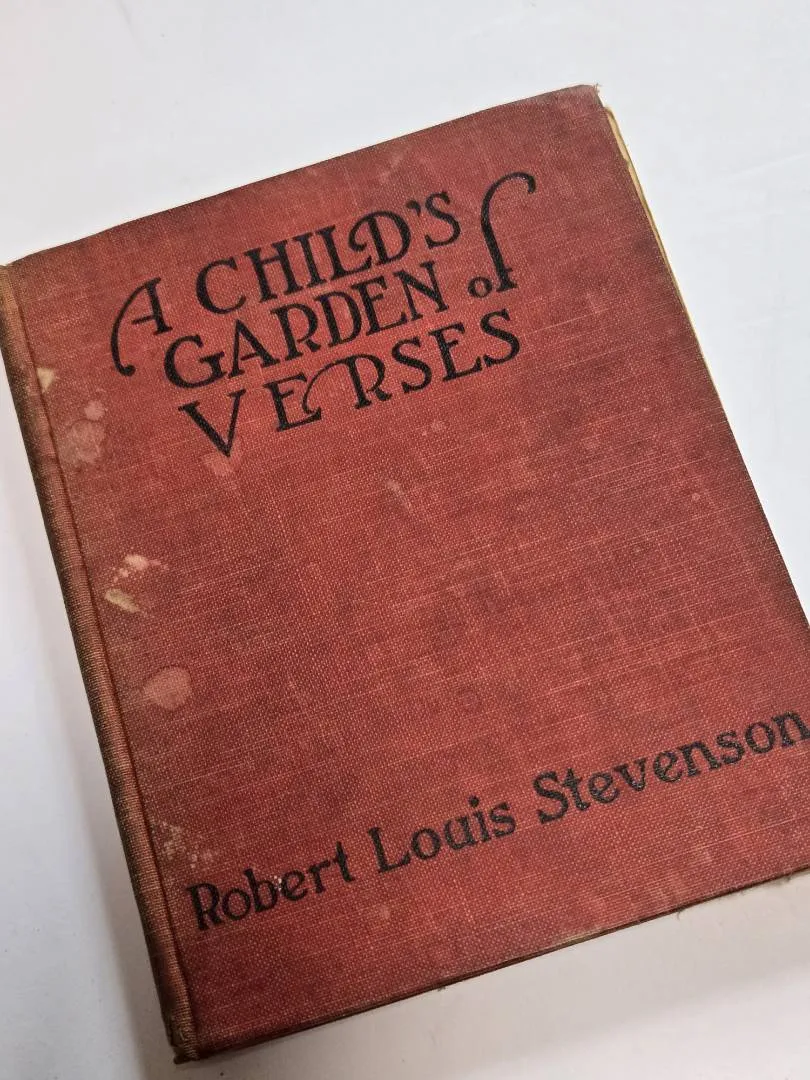 A CHILD'S
GARDEN of
VERSES
Robert Louis Stevenson